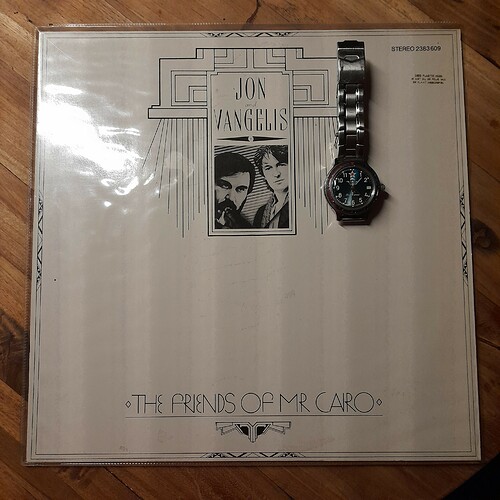 STEREO 2383 609
JON
and
VANGELIS
THE FRIENDS OF MR CAIRO